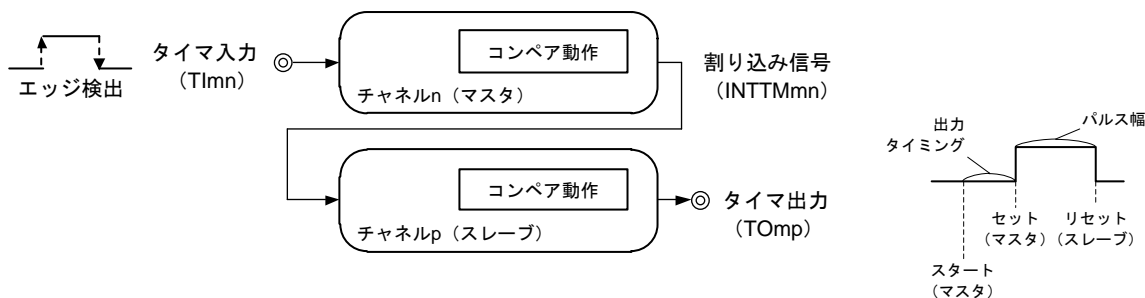 エッジ検出
タイマ入力
(TImn)
コンペア動作
チャネルn（マスタ）
割り込み信号
(INTTMmn)
コンペア動作
チャネルp（スレーブ）
タイマ出力
(TOmp)
出力
タイミング
パルス幅
セット
（マスタ）
リセット
（スレーブ）
スタート
（マスタ）